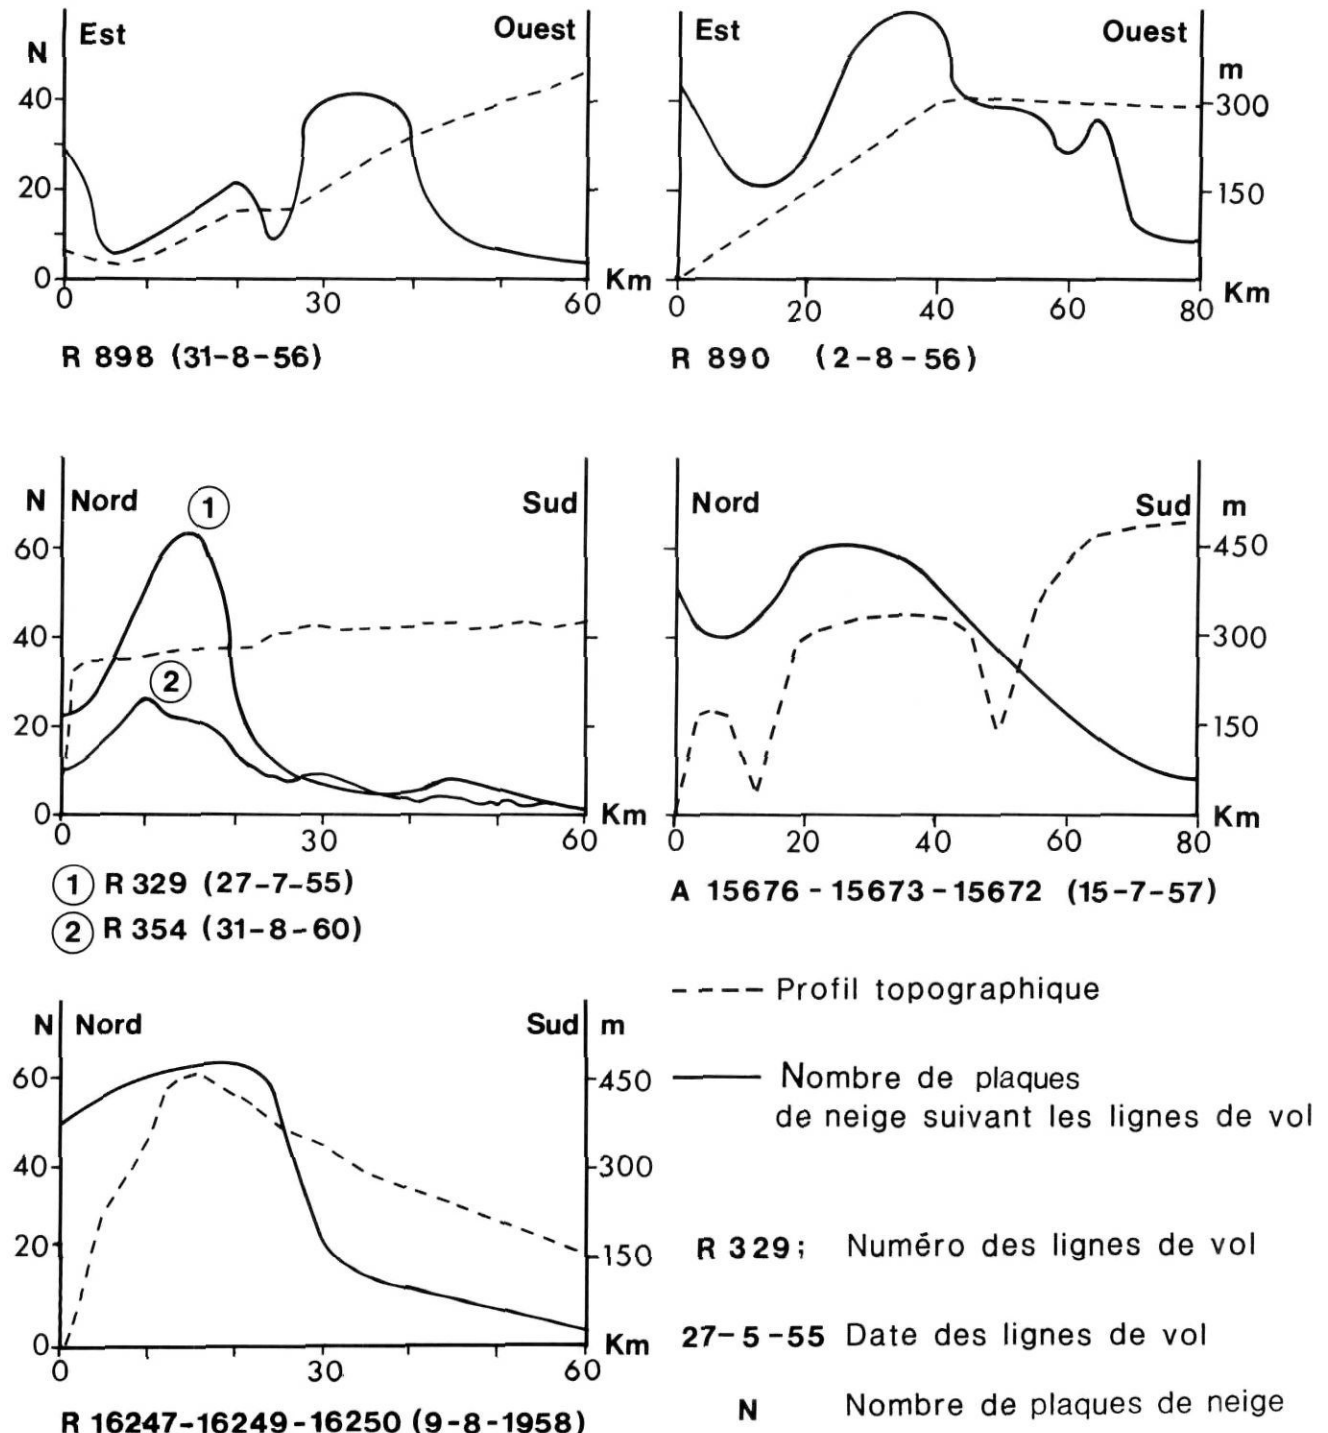 Est Ouest
N
40
20
0
0 30 60 Km
R 898 (31-8-56)
Est Ouest
m
300
150
0 20 40 60 80 Km
R 890 (2-8-56)
N Nord Sud
1
60
40
2
20
0
0 30 60 Km
1 R 329 (27-7-55)
2 R 354 (31-8-60)
Nord Sud m
450
300
150
0 20 40 60 80 Km
A 15676-15673-15672 (15-7-57)
N Nord Sud m
60 450
40 300
20 150
0
0 30 60 Km
R 16247-16249-16250 (9-8-1958)
Profil topographique
Nombre de plaques
de neige suivant les lignes de vol
R 329; Numéro des lignes de vol
27-5-55 Date des lignes de vol
N Nombre de plaques de neige